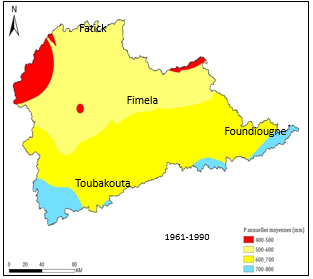 N
Fatick
Fimela
Foundiougne
Toubakouta
1961-1990
P annuelles moyennes (mm)
400-500
500-600
600_700
700-800
0 20 40 80
KM